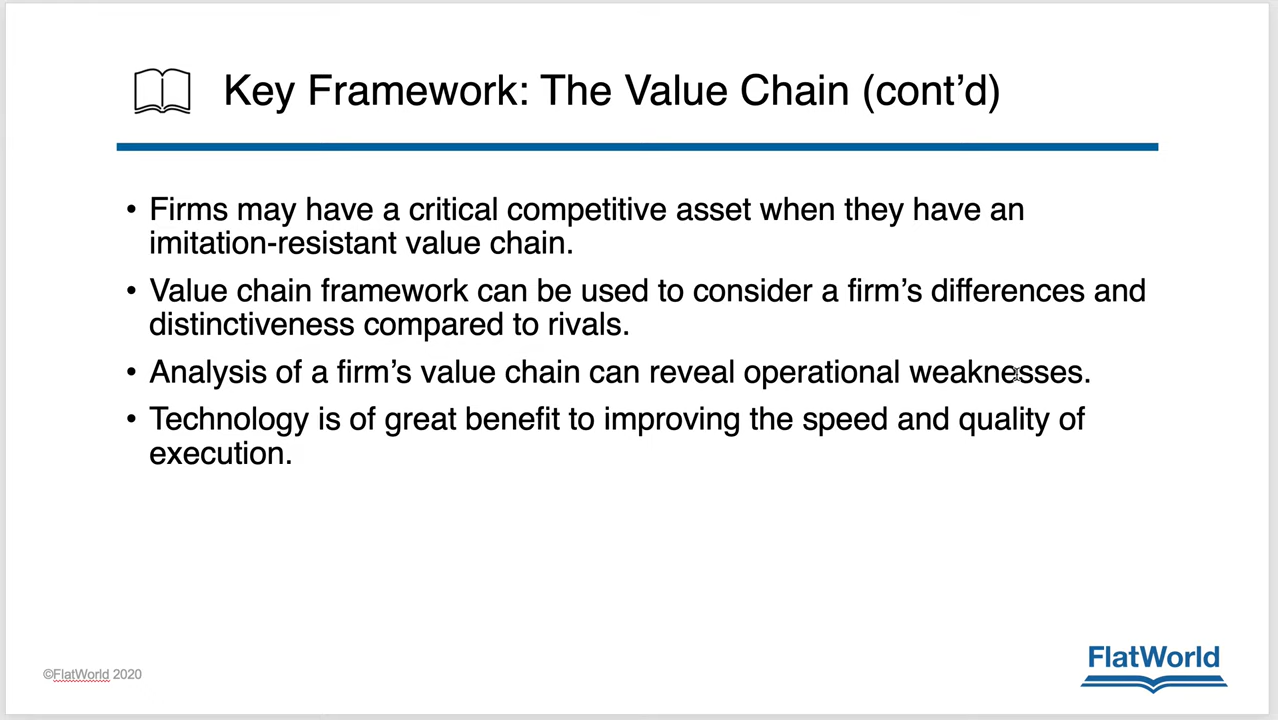 Key Framework: The Value Chain (cont’d)
• Firms may have a critical competitive asset when they have an
imitation-resistant value chain.
• Value chain framework can be used to consider a firm’s differences and
distinctiveness compared to rivals.
• Analysis of a firm’s value chain can reveal operational weaknesses.
• Technology is of great benefit to improving the speed and quality of
execution.
©FlatWorld 2020
FlatWorld